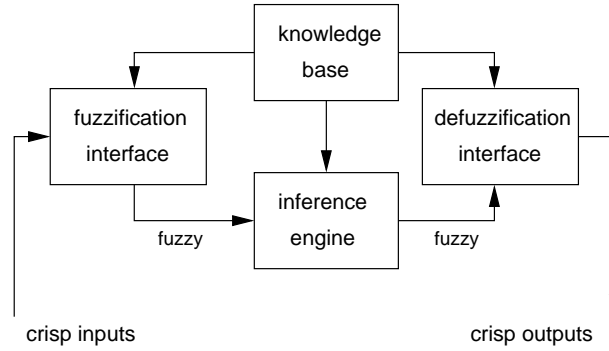 knowledge
base
fuzzification
interface
defuzzification
interface
inference
engine
fuzzy
fuzzy
crisp inputs
crisp outputs